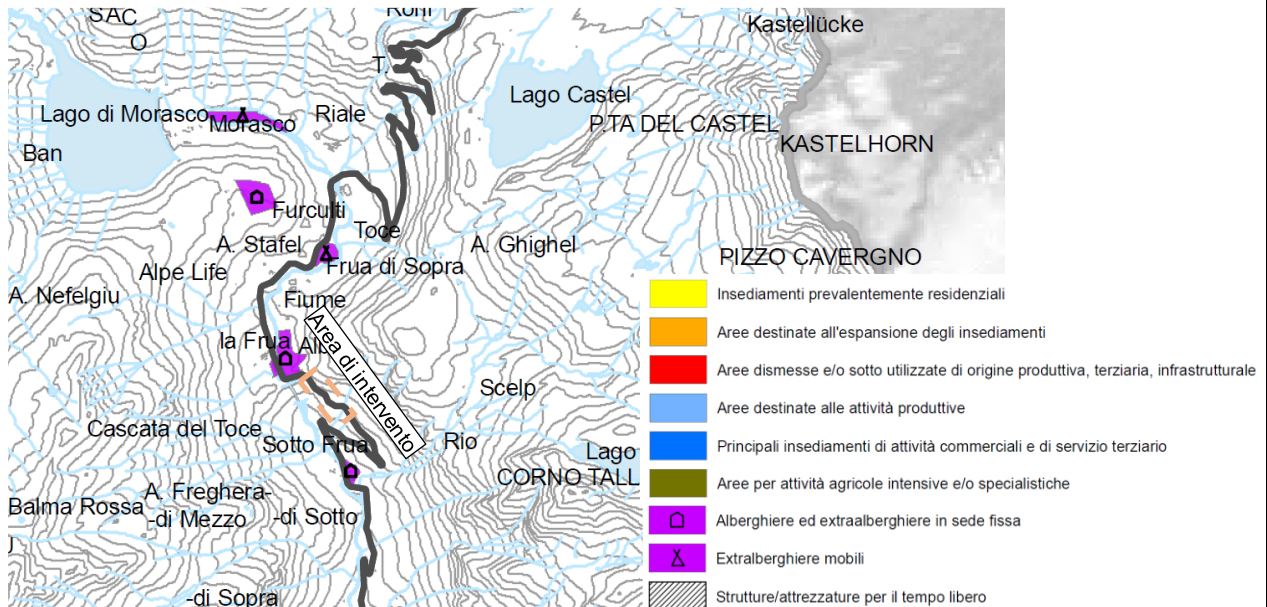 SAC
O
Roni
Kastellücke
T.
Lago di Morasco
Morasco
Riale
Lago Castel
P.TA DEL CASTEL
KASTELHORN
Ban
Furculti
A. Stafel
Toce
A. Ghighel
PIZZO CAVERGNO
Alpe Life
Frua di Sopra
A. Nefelgiu
Fiume
la Frua
Alb
Area di intervento
Scelp
Cascata del Toce
Sotto Frua
Rio
Lago
CORNO TALL
Balma Rossa
A. Freghera-
-di Mezzo
-di Sotto
-di Sopra
Insediamenti prevalentemente residenziali
Aree destinate all'espansione degli insediamenti
Aree dismesse e/o sotto utilizzate di origine produttiva, terziaria, infrastrutturale
Aree destinate alle attività produttive
Principali insediamenti di attività commerciali e di servizio terziario
Aree per attività agricole intensive e/o specialistiche
Alberghiere ed extraalberghiere in sede fissa
Extralberghiere mobili
Strutture/attrezzature per il tempo libero